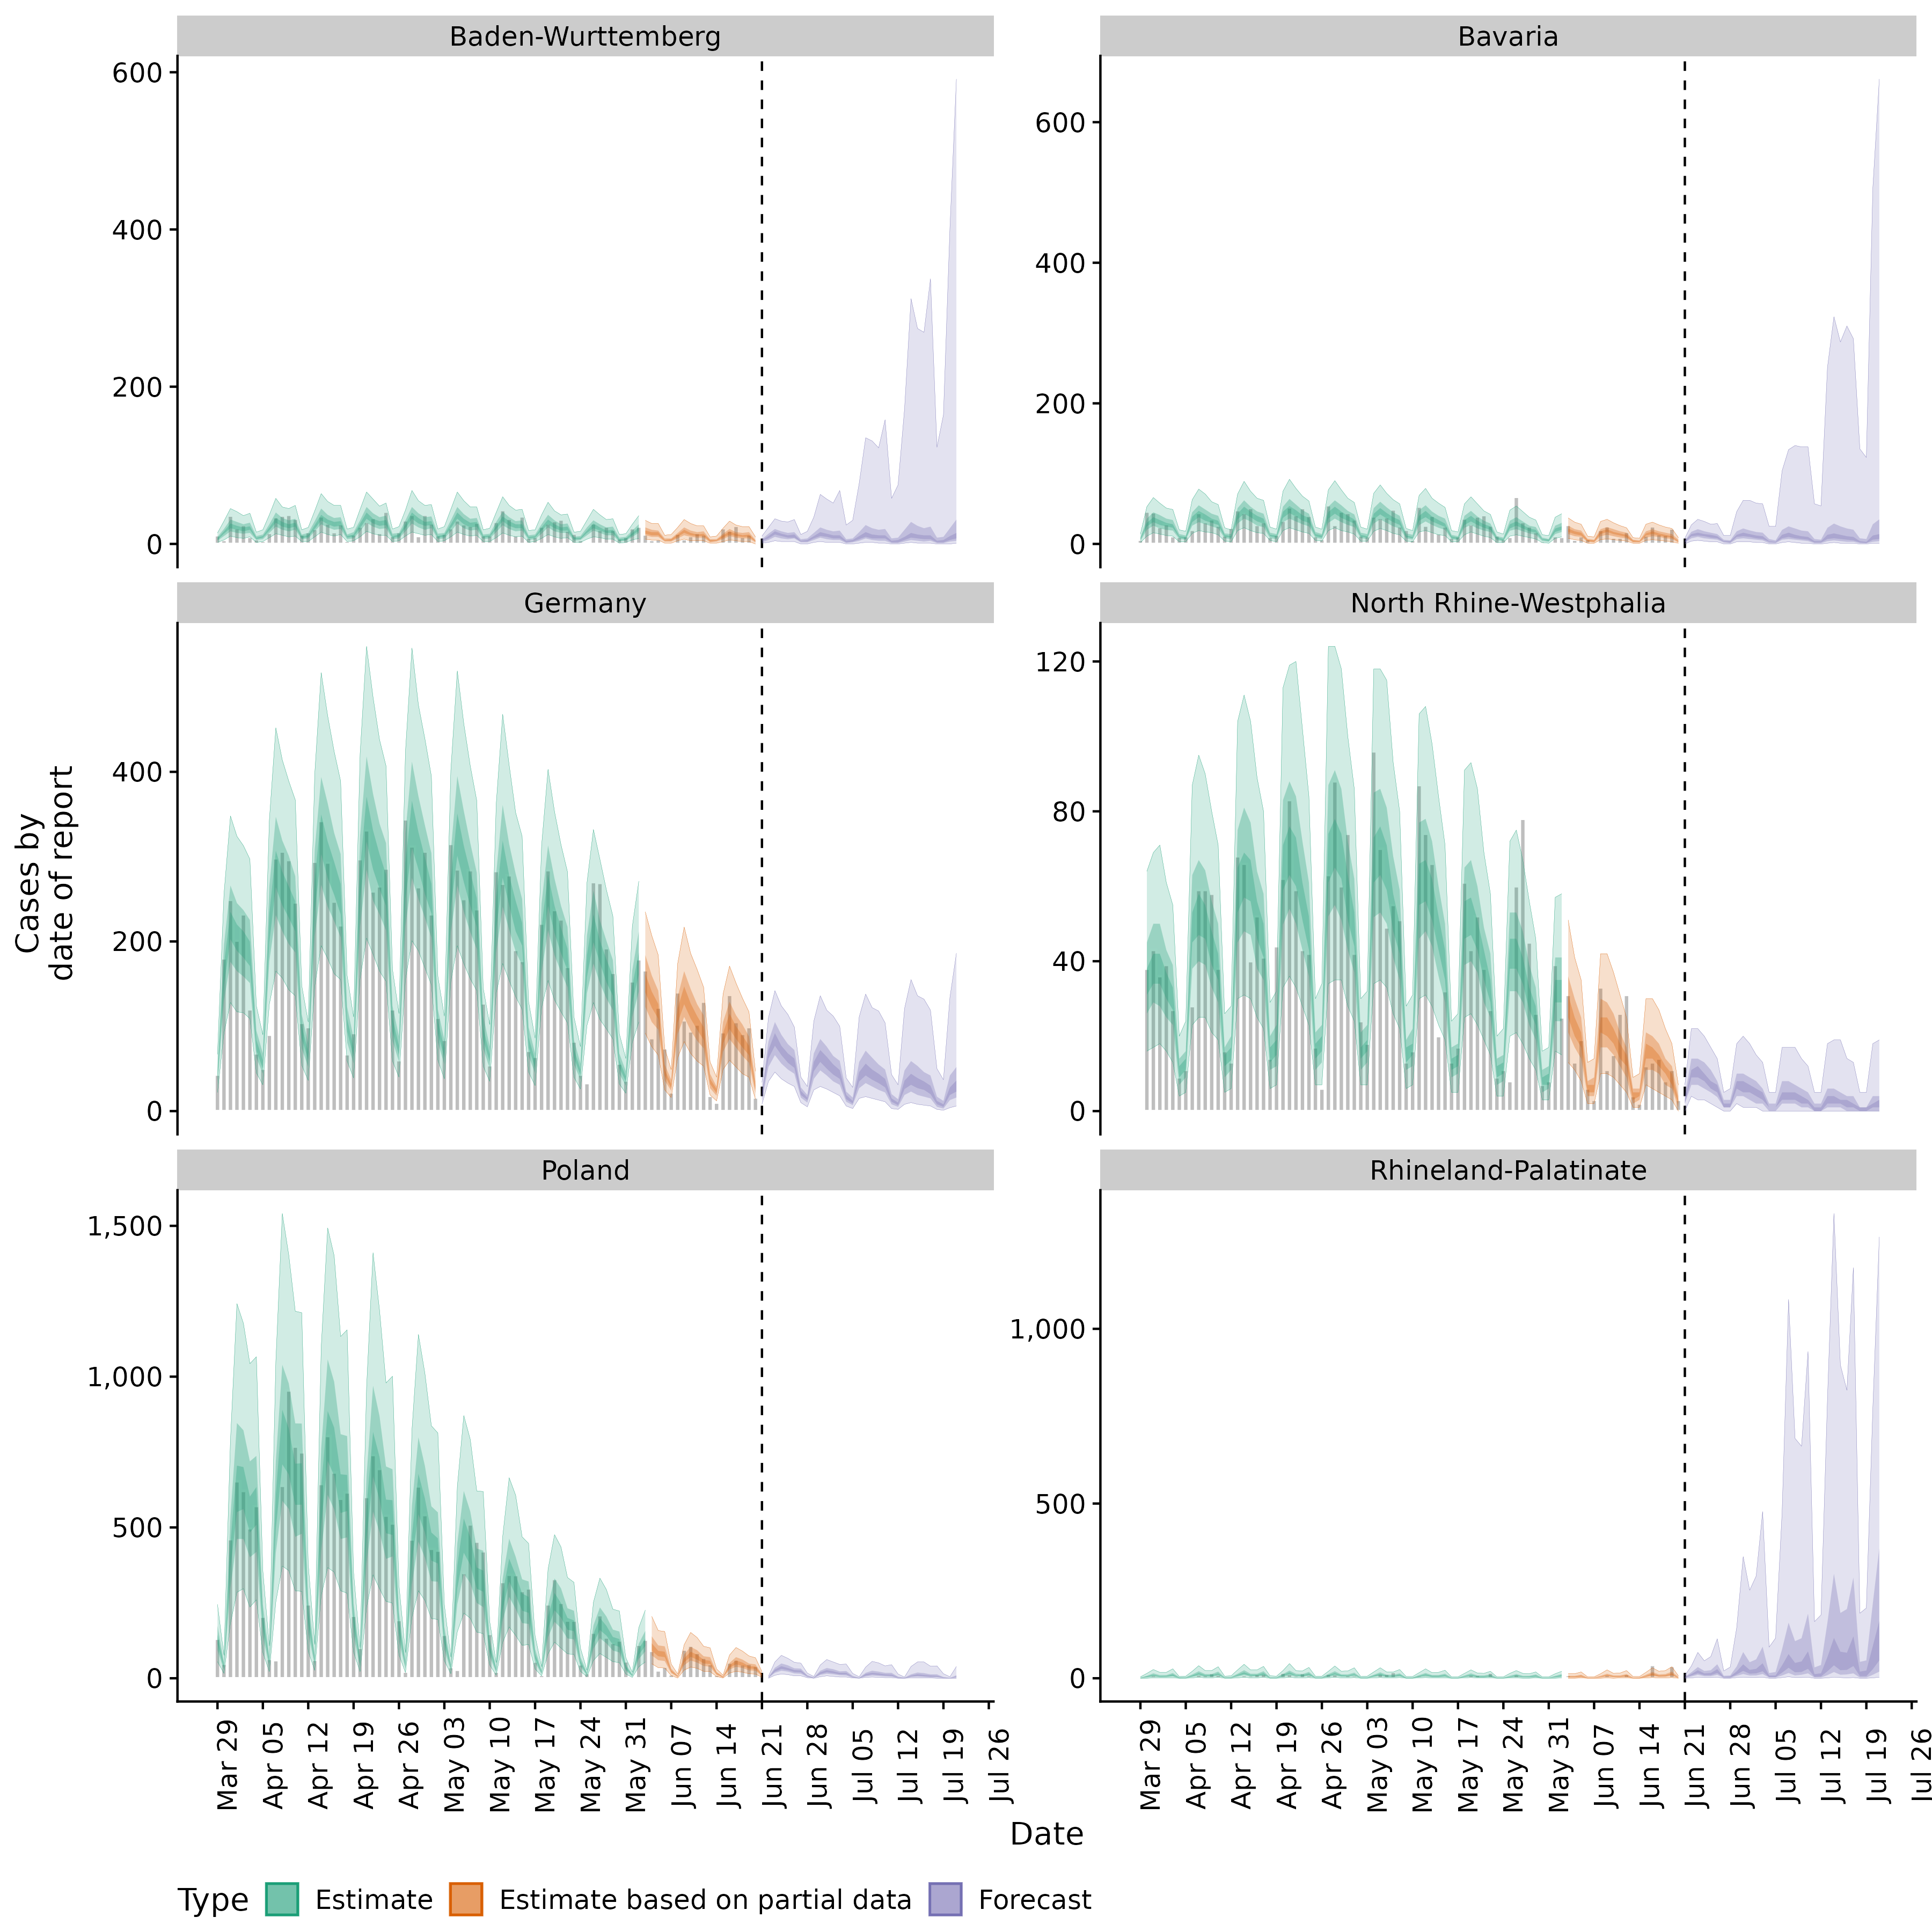 Baden-Wurttemberg
Bavaria
600
400
200
0
600
400
200
0
Germany
North Rhine-Westphalia
400
200
0
120
80
40
0
Cases by
date of report
Poland
Rhineland-Palatinate
1,500
1,000
500
0
1,000
500
0
Mar 29
Apr 05
Apr 12
Apr 19
Apr 26
May 03
May 10
May 17
May 24
May 31
Jun 07
Jun 14
Jun 21
Jun 28
Jul 05
Jul 12
Jul 19
Jul 26
Mar 29
Apr 05
Apr 12
Apr 19
Apr 26
May 03
May 10
May 17
May 24
May 31
Jun 07
Jun 14
Jun 21
Jun 28
Jul 05
Jul 12
Jul 19
Jul 26
Date
Type Estimate Estimate based on partial data Forecast